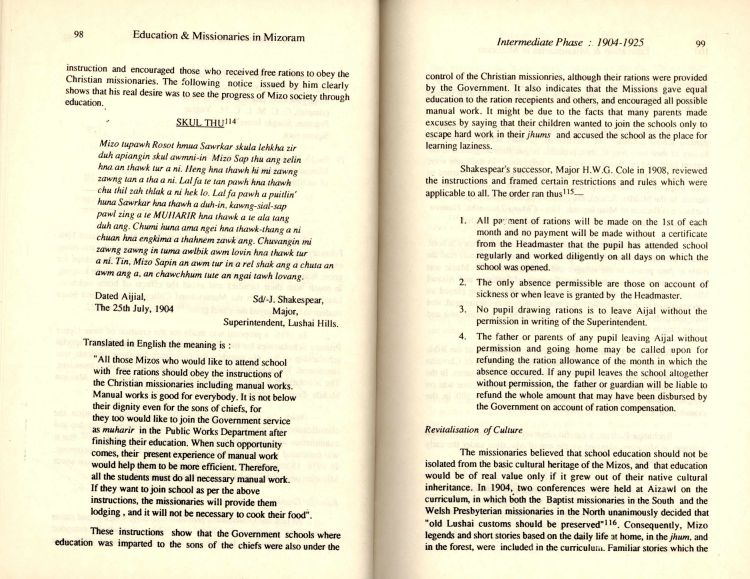 98 Education & Missionaries in Mizoram
instruction and encouraged those who received free rations to obey the
Christian missionaries. The following notice issued by him clearly
shows that his real desire was to see the progress of Mizo society through
education.
SKUL THU114
Mizo tupawh Rosot hmua Sawrkar skula lehkha zir
duh apiangin skul awmni-in Mizo Sap thu ang zelin
hna an thawk tur a ni. Heng hna thawh hi mi zawng
zawng tan a tha a ni. Lal fa te tan pawh hna thawh
chu thil zah thlak a ni hek lo. Lal fa pawh a puitlin'
huna Sawrkar hna thawh a duh-in, kawng-sial-sap
pawl zing a te MUHARIR hna thawk a te ala tang
duh ang. Chumi huna ama ngei hna thawk-thang a ni
chuan hna engkima a thahnem zawk ang. Chuvangin mi
zawng zawng in tuma awlbik awm lovin hna thawk tur
a ni. Tin, Mizo Sapin an awm tur in a rel shak ang a chuta an
awm ang a, an chawchhum tute an ngai tawh lovang.
Dated Aijial, Sd/-J. Shakespear,
The 25th July, 1904 Major,
Superintendent, Lushai Hills.
Translated in English the meaning is :
"All those Mizos who would like to attend school
with free rations should obey the instructions of
the Christian missionaries including manual works.
Manual works is good for everybody. It is not below
their dignity even for the sons of chiefs, for
they too would like to join the Government service
as muharir in the Public Works Department after
finishing their education. When such opportunity
comes, their present experience of manual work
would help them to be more efficient. Therefore,
all the students must do all necessary manual work.
If they want to join school as per the above
instructions, the missionaries will provide them
lodging , and it will not be necessary to cook their food".
These instructions show that the Government schools where
education was imparted to the sons of the chiefs were also under the
Intermediate Phase : 1904-1925 99
control of the Christian missionries, although their rations were provided
by the Government. It also indicates that the Missions gave equal
education to the ration recepients and others, and encouraged all possible
manual work. It might be due to the facts that many parents made
excuses by saying that their children wanted to join the schools only to
escape hard work in their jhums and accused the school as the place for
learning laziness.
Shakespear's successor, Major H.W.G. Cole in 1908, reviewed
the instructions and framed certain restrictions and rules which were
applicable to all. The order ran thus115—
1. All payment of rations will be made on the 1st of each
month and no payment will be made without a certificate
from the Headmaster that the pupil has attended school
regularly and worked diligently on all days on which the
school was opened.
2. The only absence permissible are those on account of
sickness or when leave is granted by the Headmaster.
3. No pupil drawing rations is to leave Aijal without the
permission in writing of the Superintendent.
4. The father or parents of any pupil leaving Aijal without
permission and going home may be called upon for
refunding the ration allowance of the month in which the
absence occured. If any pupil leaves the school altogether
without permission, the father or guardian will be liable to
refund the whole amount that may have been disbursed by
the Government on account of ration compensation.
Revitalisation of Culture
The missionaries believed that school education should not be
isolated from the basic cultural heritage of the Mizos, and that education
would be of real value only if it grew out of their native cultural
inheritance. In 1904, two conferences were held at Aizawl on the
curriculum, in which both the Baptist missionaries in the South and the
Welsh Presbyterian missionaries in the North unanimously decided that
"old Lushai customs should be preserved"116. Consequently, Mizo
legends and short stories based on the daily life at home, in the jhum, and
in the forest, were included in the curriculum. Familiar stories which the